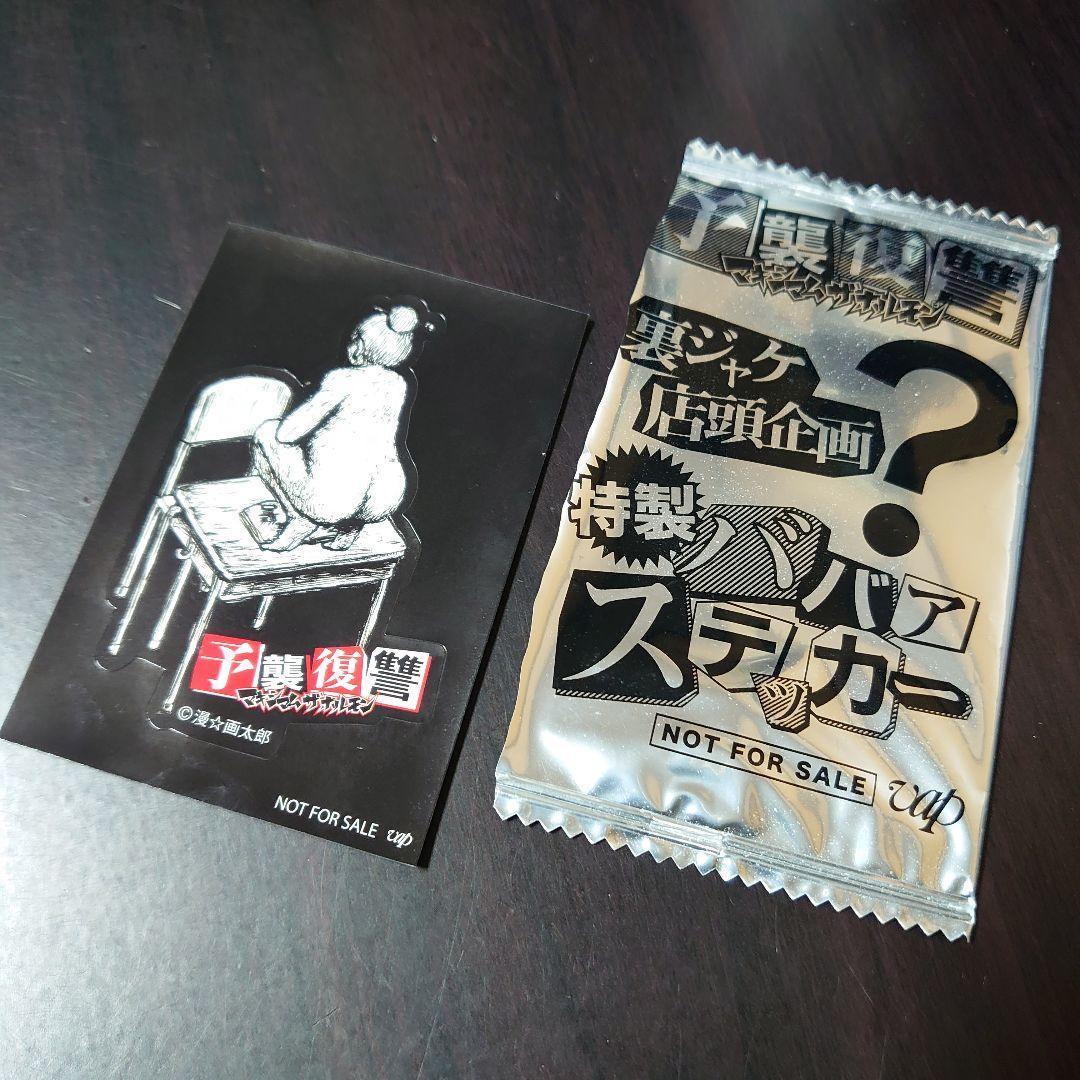 予襲復讐
マキシマムザホルモン
©漫☆画太郎
NOT FOR SALE vap
予襲復讐
マキシマムザホルモン
裏ジャケ
店頭企画
?
特製ババァ
ステッカー
NOT FOR SALE vap